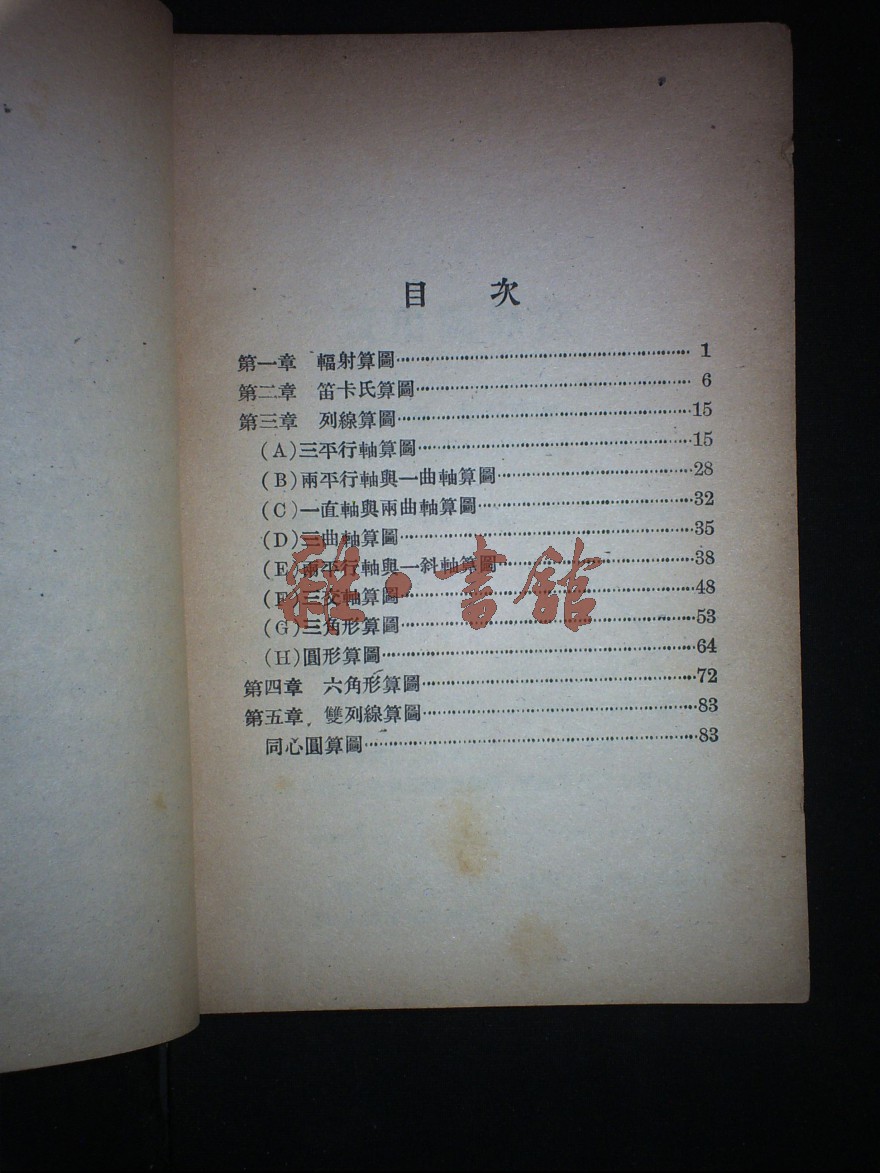 目 次
第一章 輻射算圖 1
第二章 笛卡氏算圖 6
第三章 列線算圖 15
(A)三平行軸算圖 15
(B)兩平行軸與一曲軸算圖 28
(C)一直軸與兩曲軸算圖 32
(D)三曲軸算圖 35
(E)兩平行軸與一斜軸算圖 38
(F)三交軸算圖 48
(G)三角形算圖 53
(H)圓形算圖 64
第四章 六角形算圖 72
第五章 雙列線算圖 83
同心圓算圖 83
雜·書館